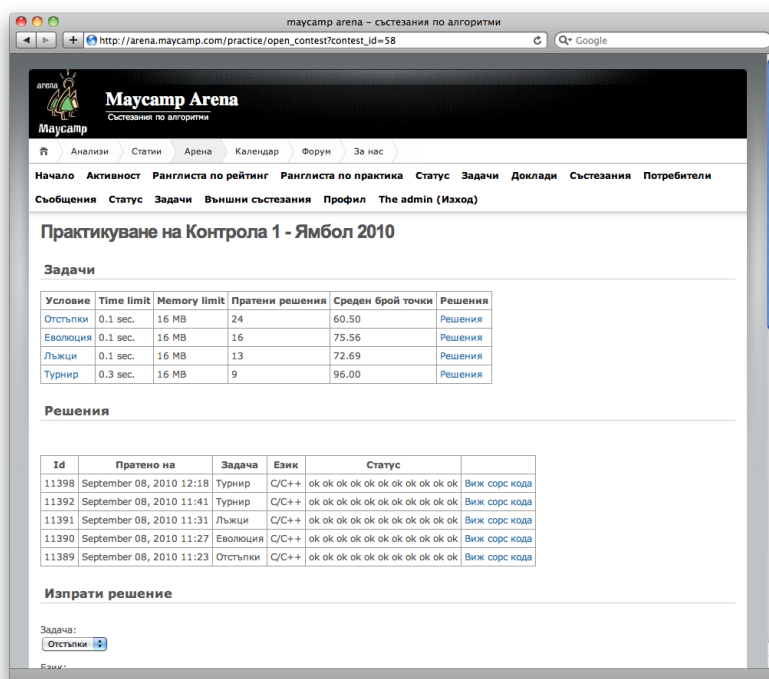 maycamp arena – състезания по алгоритми
http://arena.maycamp.com/practice/open_contest?contest_id=58
Google
arena
Maycamp
Maycamp Arena
Състезания по алгоритми
Анализи Статии Арена Календар Форум За нас
Начало Активност Ранглиста по рейтинг Ранглиста по практика Статус Задачи Доклади Състезания Потребители
Съобщения Статус Задачи Външни състезания Профил The admin (Изход)
Практикуване на Контрола 1 - Ямбол 2010
Задачи
Условие Time limit Memory limit Пратени решения Среден брой точки Решения
Отстъпки 0.1 sec. 16 MB 24 60.50 Решения
Еволюция 0.1 sec. 16 MB 16 75.56 Решения
Лъжци 0.1 sec. 16 MB 13 72.69 Решения
Турнир 0.3 sec. 16 MB 9 96.00 Решения
Решения
Id Пратено на Задача Език Статус
11398 September 08, 2010 12:18 Турнир C/C++ ok ok ok ok ok ok ok ok ok ok Виж сорс кода
11392 September 08, 2010 11:41 Турнир C/C++ ok ok ok ok ok ok ok ok ok ok Виж сорс кода
11391 September 08, 2010 11:31 Лъжци C/C++ ok ok ok ok ok ok ok ok ok ok Виж сорс кода
11390 September 08, 2010 11:27 Еволюция C/C++ ok ok ok ok ok ok ok ok ok ok Виж сорс кода
11389 September 08, 2010 11:23 Отстъпки C/C++ ok ok ok ok ok ok ok ok ok ok Виж сорс кода
Изпрати решение
Задача:
Отстъпки
Език: